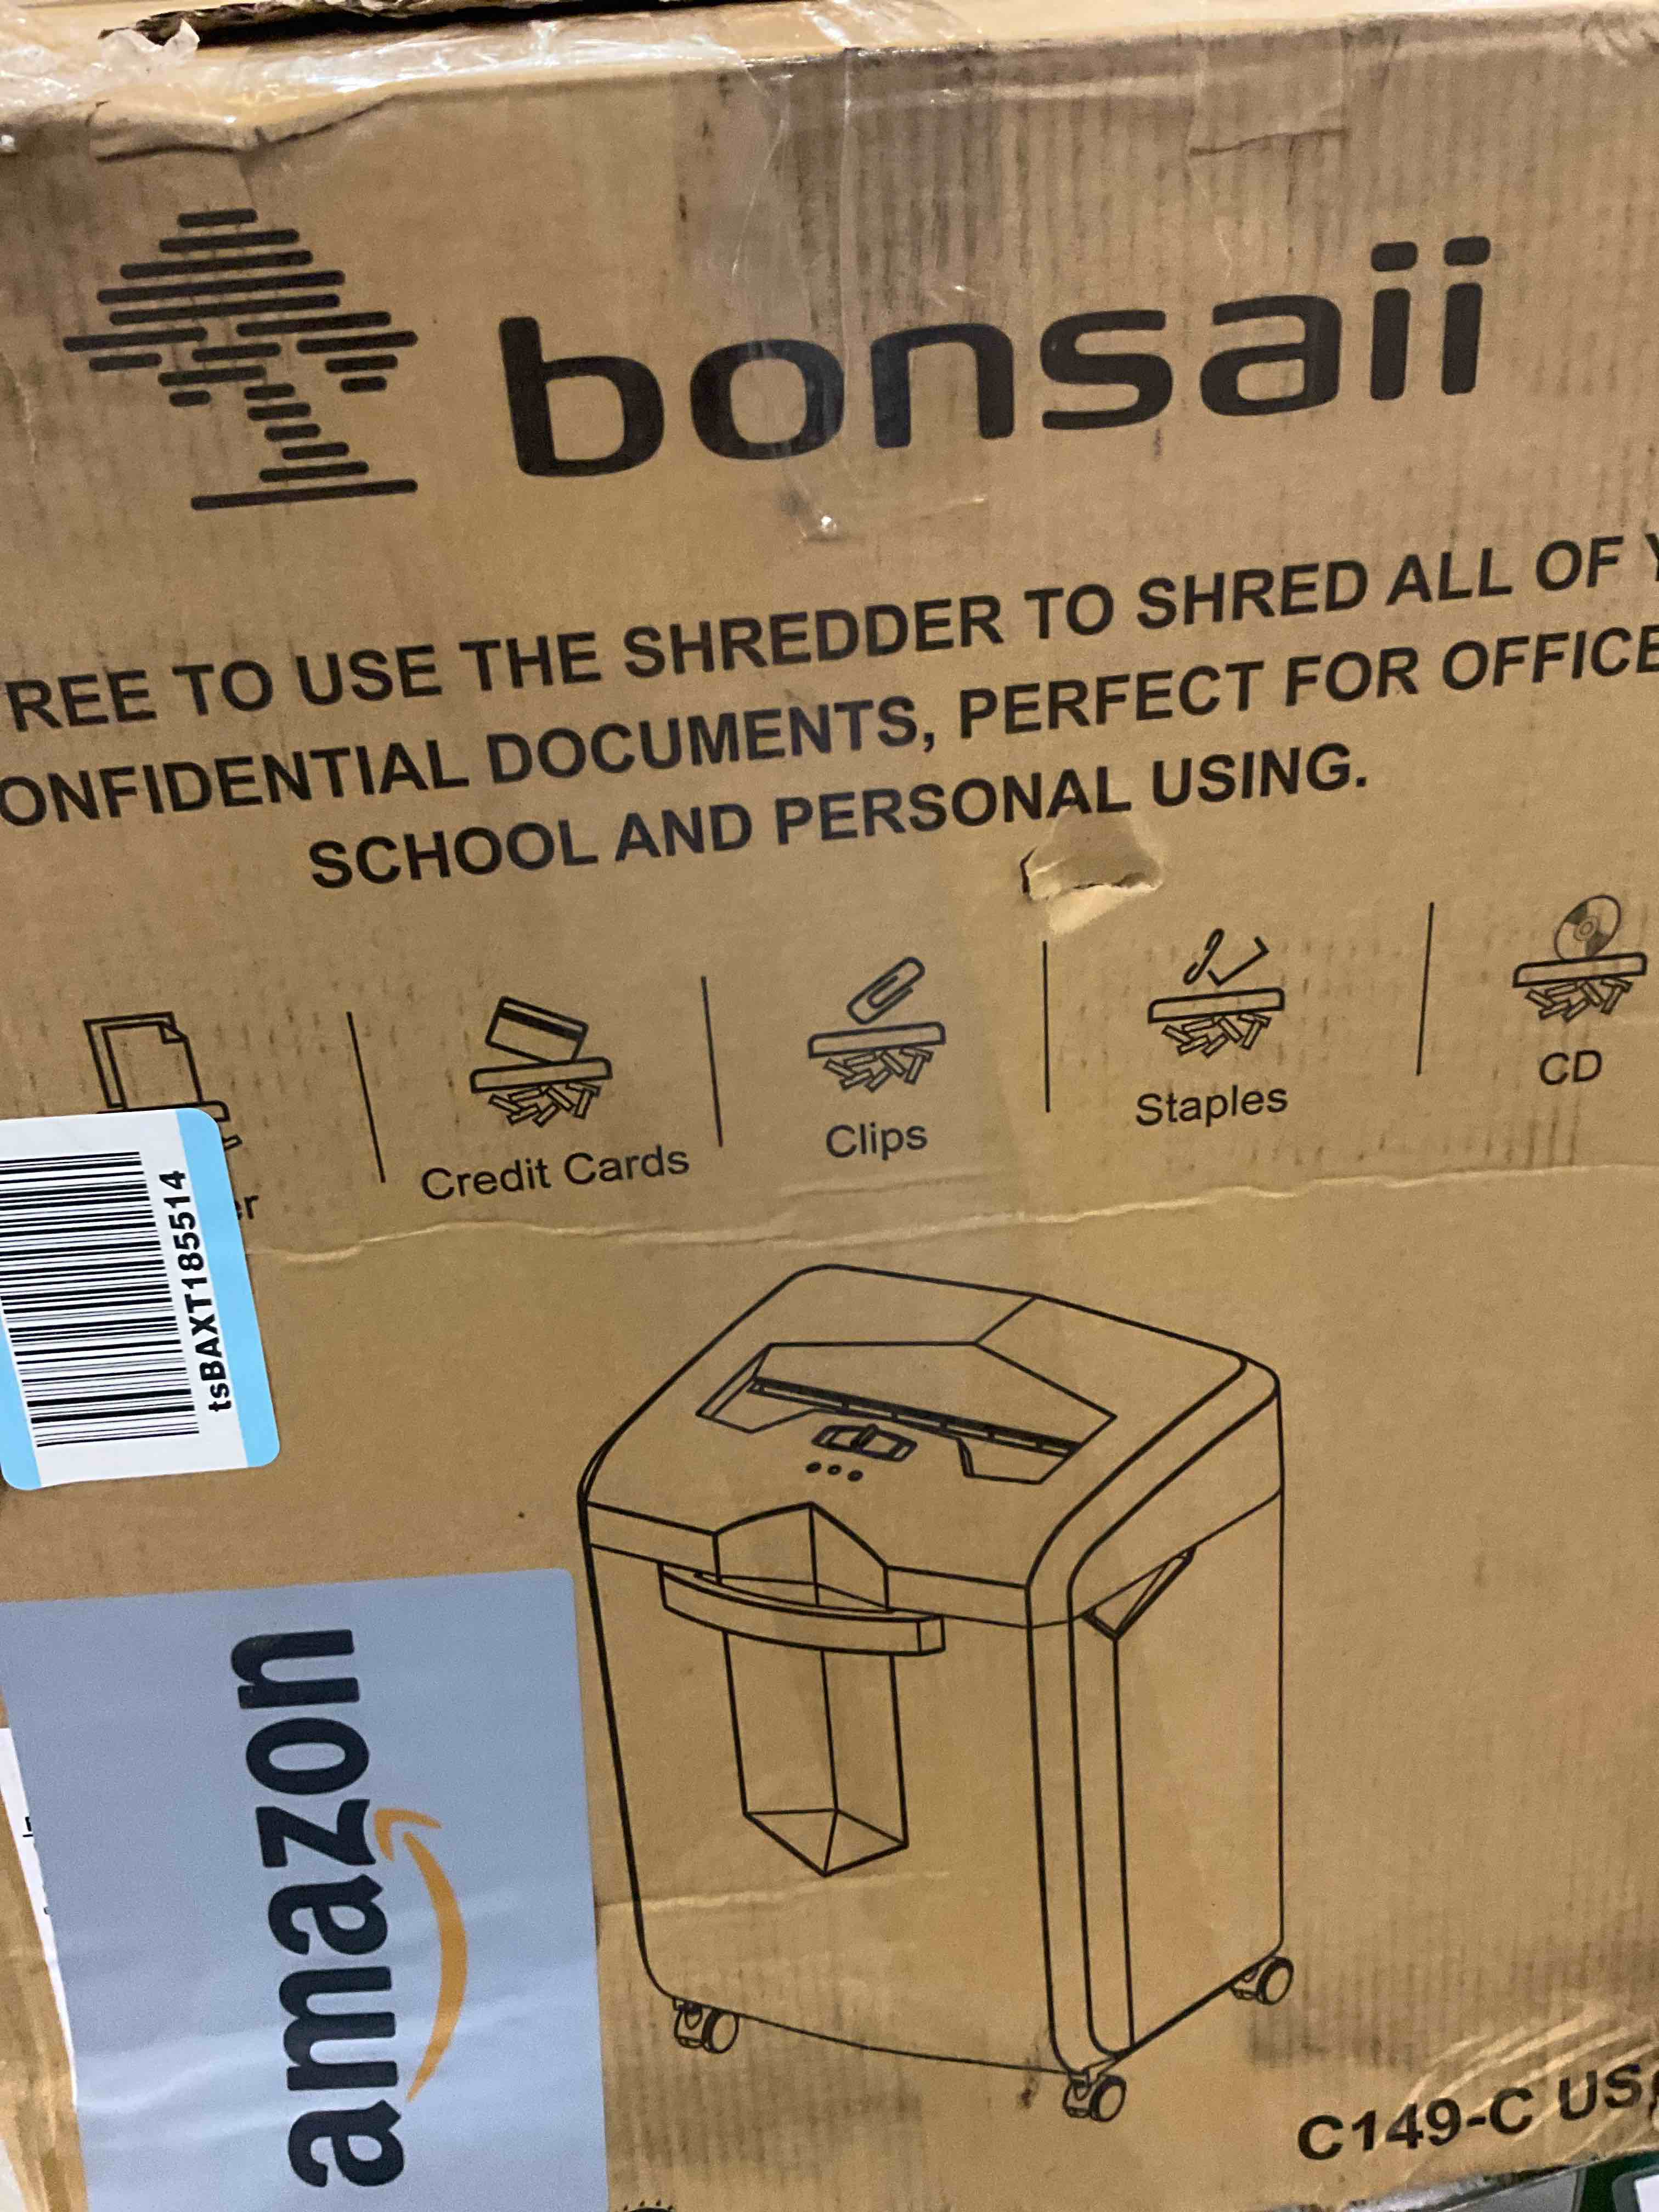 bonsaii
REE TO USE THE SHREDDER TO SHRED ALL OF
ONFIDENTIAL DOCUMENTS, PERFECT FOR OFFICE
SCHOOL AND PERSONAL USING.
er
Credit Cards
Clips
Staples
CD
tsBAXT185514
amazon
C149-C US